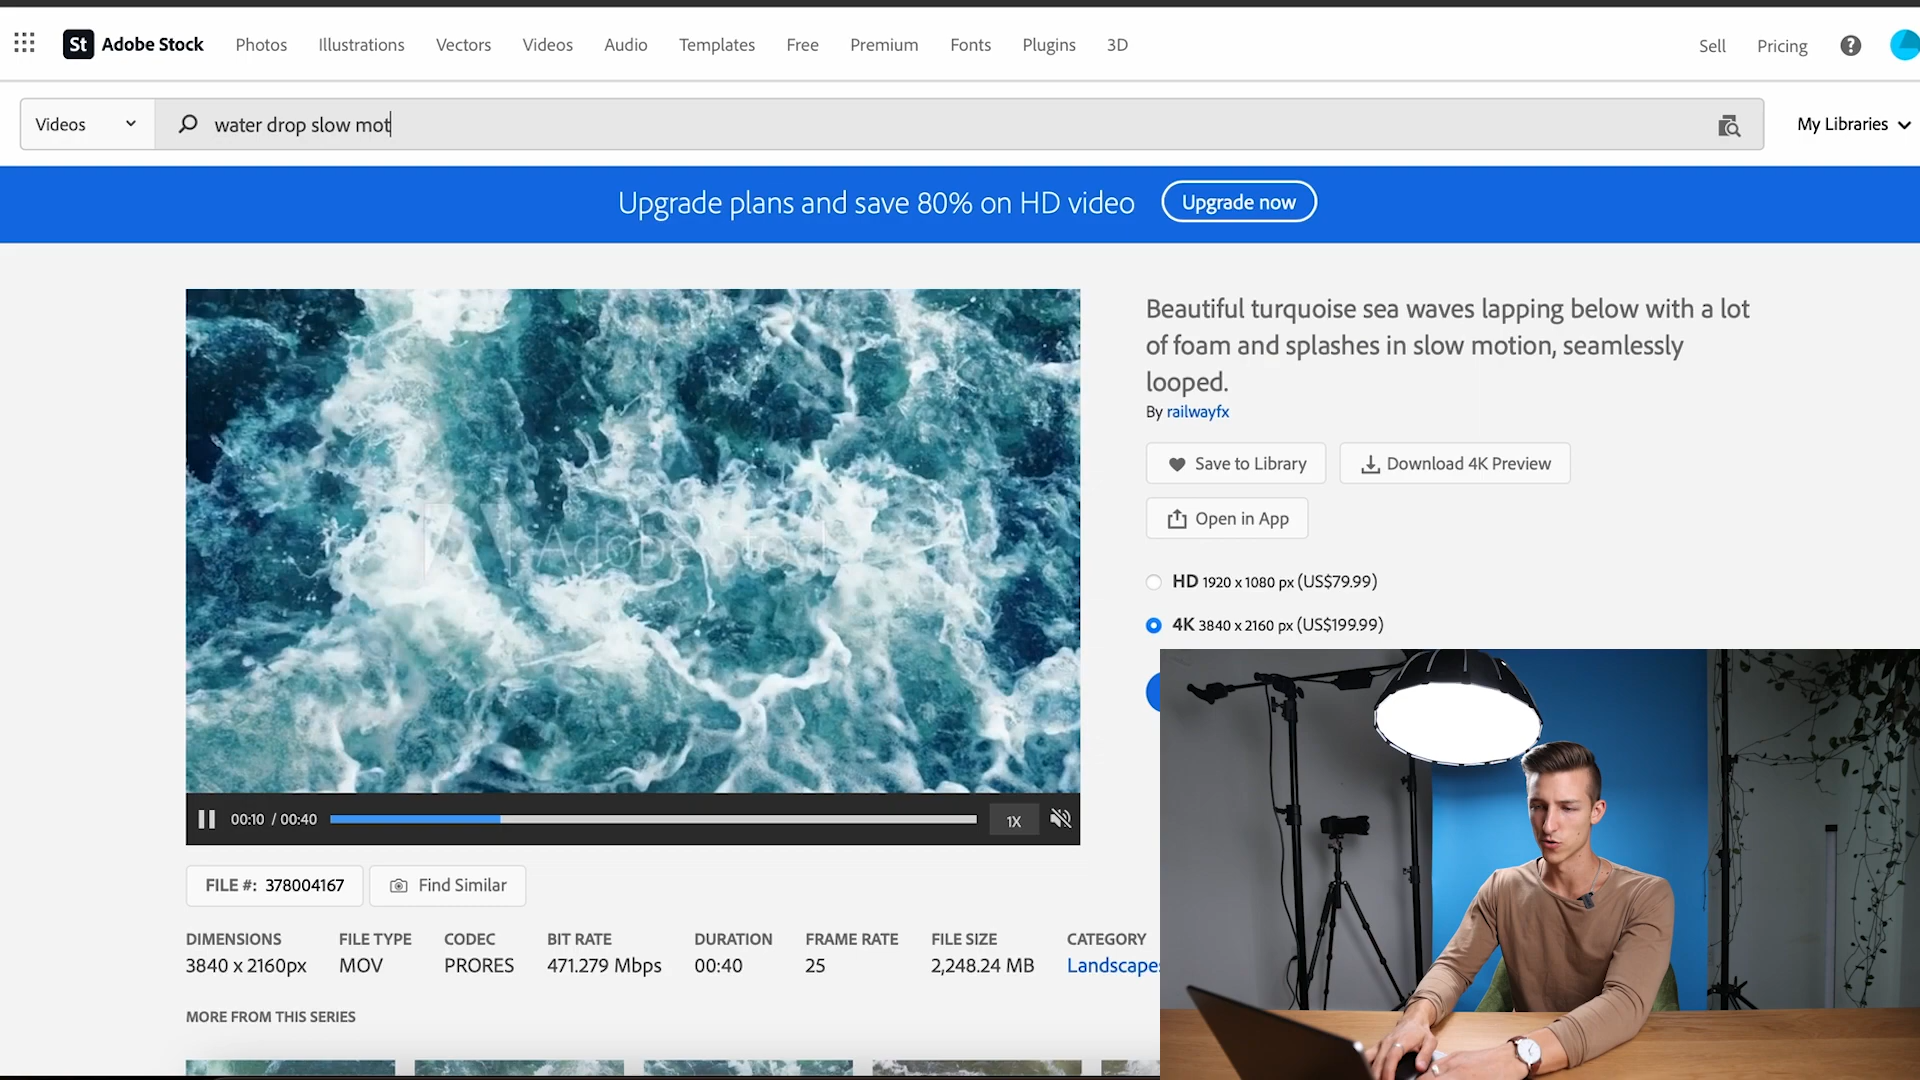 St Adobe Stock Photos Illustrations Vectors Videos Audio Templates Free Premium Fonts Plugins 3D Sell Pricing ?
Videos water drop slow mot My Libraries
Upgrade plans and save 80% on HD video Upgrade now
Beautiful turquoise sea waves lapping below with a lot
of foam and splashes in slow motion, seamlessly
looped.
By railwayfx
Save to Library Download 4K Preview
Open in App
HD 1920 x 1080 px (US$79.99)
4K 3840 x 2160 px (US$199.99)
Adobe Stock
00:10 / 00:40 1X
FILE #: 378004167 Find Similar
DIMENSIONS FILE TYPE CODEC BIT RATE DURATION FRAME RATE FILE SIZE CATEGORY
3840 x 2160px MOV PRORES 471.279 Mbps 00:40 25 2,248.24 MB Landscapes
MORE FROM THIS SERIES